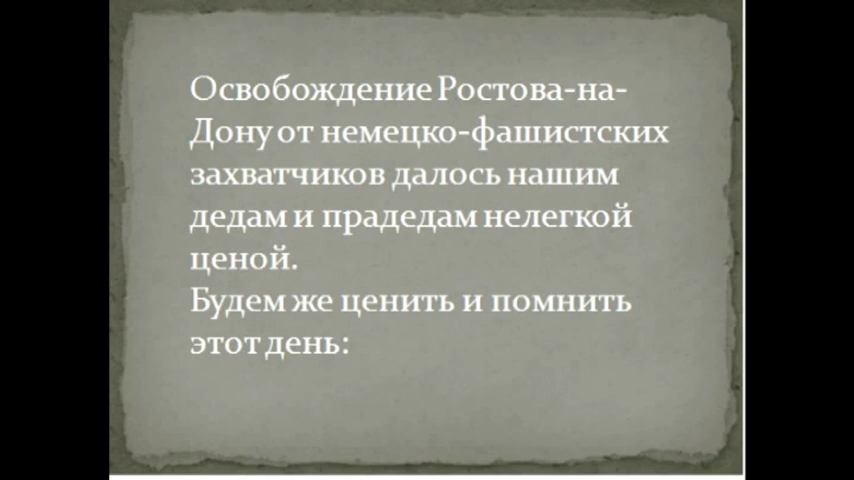 Освобождение Ростова-на-
Дону от немецко-фашистских
захватчиков далось нашим
дедам и прадедам нелегкой
ценой.
Будем же ценить и помнить
этот день: